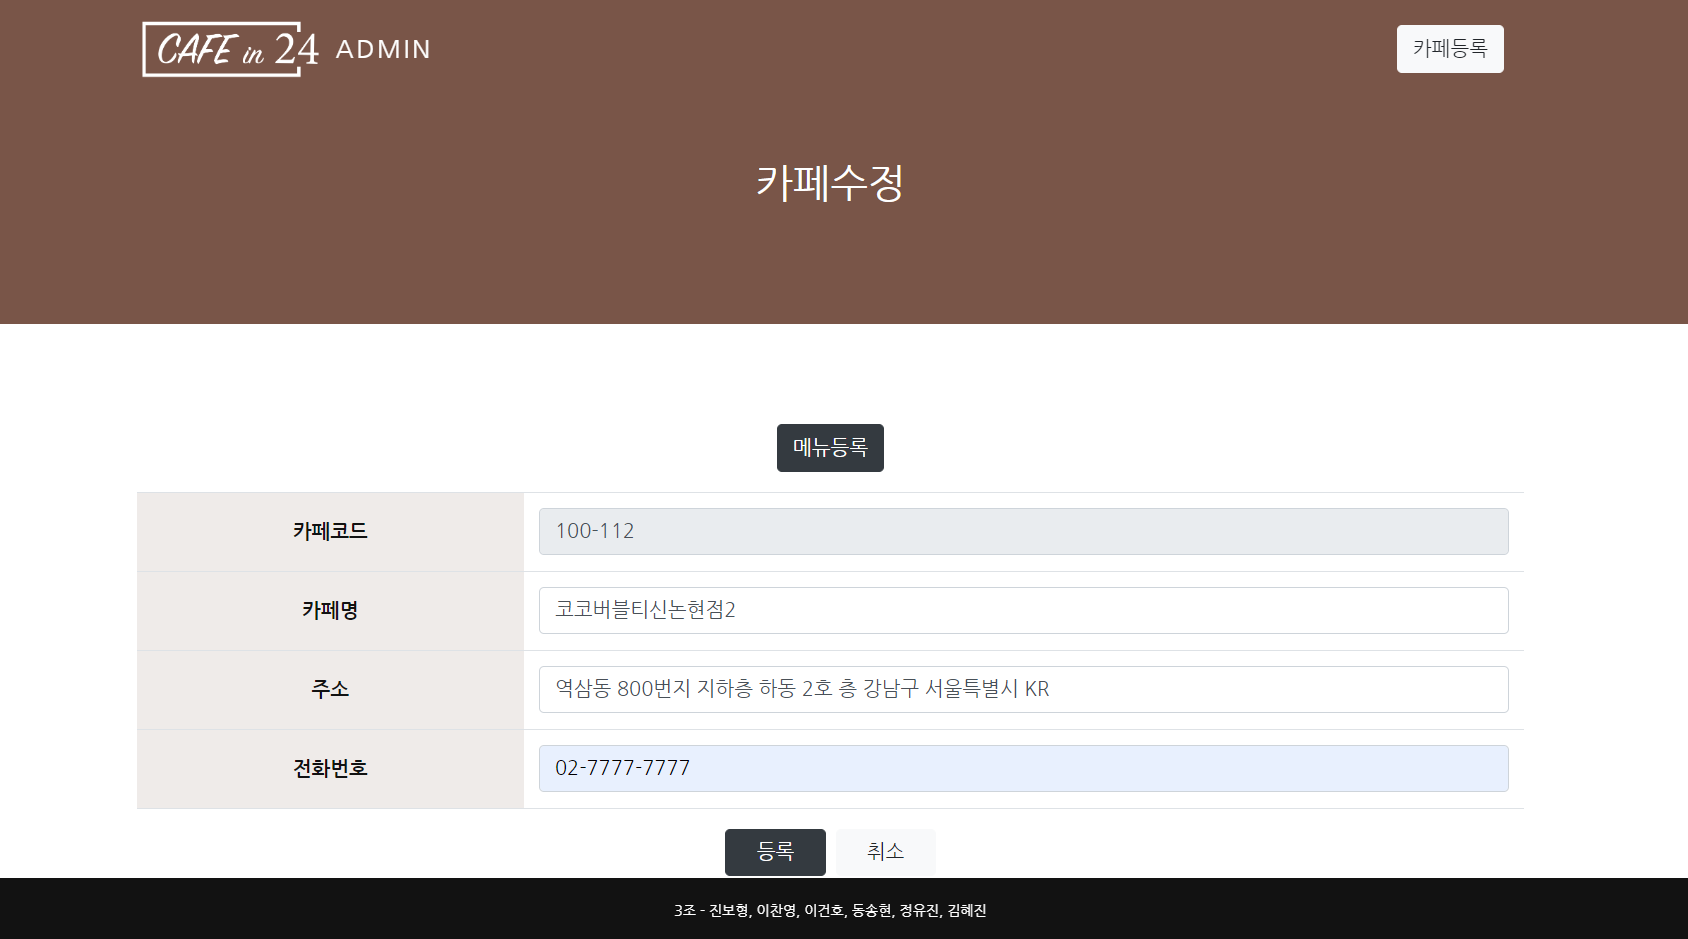 CAFE in 24 ADMIN
카페등록
카페수정
메뉴등록
카페코드 100-112
카페명 코코버블티신논현점2
주소 역삼동 800번지 지하층 하동 2호 층 강남구 서울특별시 KR
전화번호 02-7777-7777
등록 취소
3조 - 진보형, 이찬영, 이건호, 동송현, 정유진, 김혜진